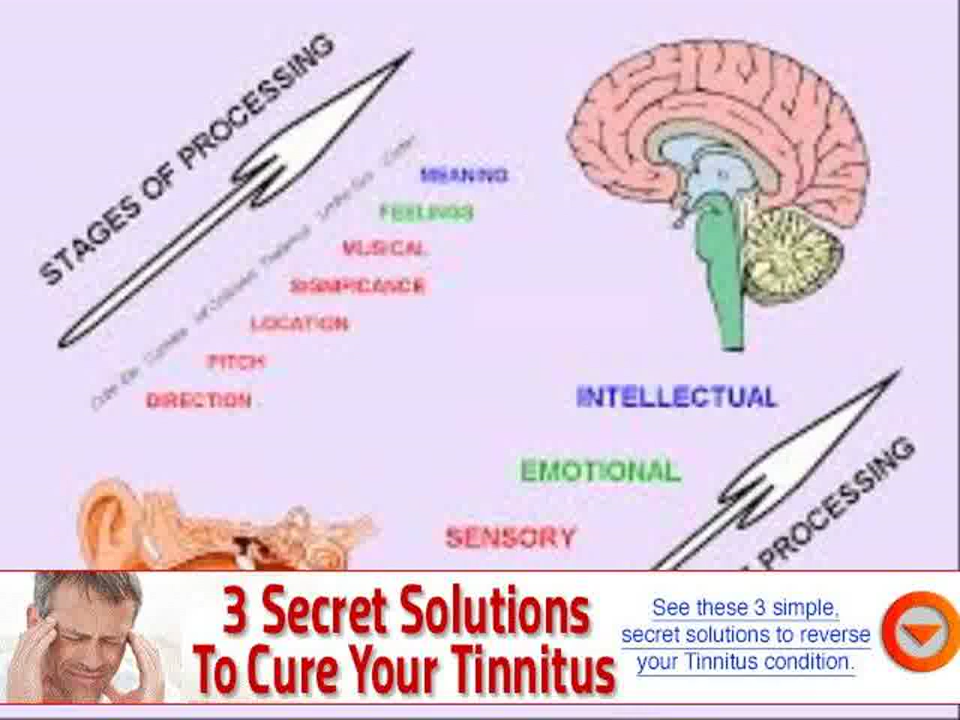 STAGES OF PROCESSING
MEANING
FEELINGS
MUSICAL
SIGNIFICANCE
LOCATION
PITCH
DIRECTION
INTELLECTUAL
EMOTIONAL
SENSORY
PROCESSING
3 Secret Solutions
To Cure Your Tinnitus
See these 3 simple,
secret solutions to reverse
your Tinnitus condition.